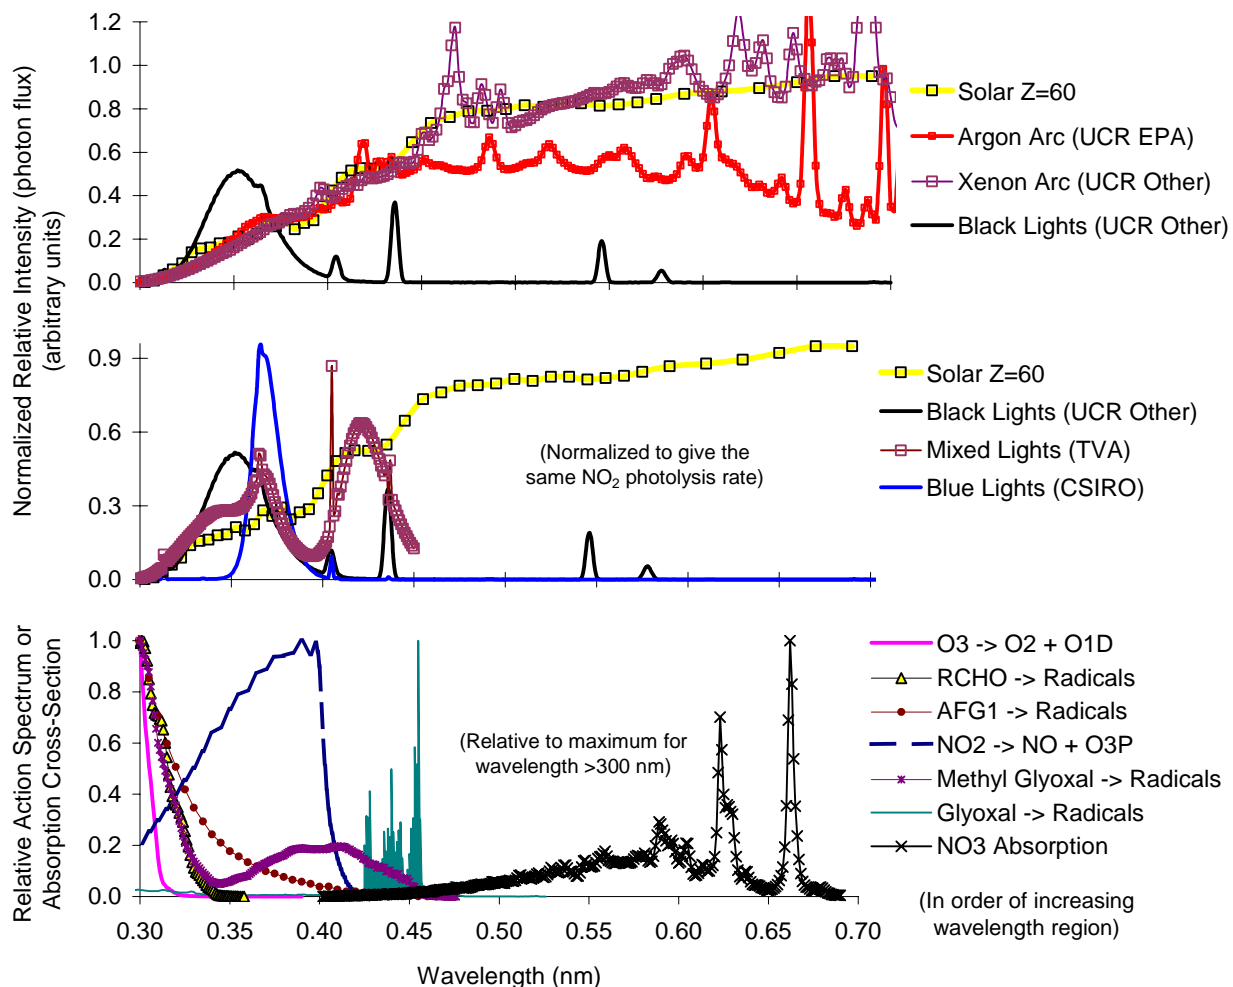 Normalized Relative Intensity (photon flux)
(arbitrary units)
1.2
1.0
0.8
0.6
0.4
0.2
0.0
Solar Z=60
Argon Arc (UCR EPA)
Xenon Arc (UCR Other)
Black Lights (UCR Other)
0.9
0.6
0.3
0.0
(Normalized to give the
same NO₂ photolysis rate)
Solar Z=60
Black Lights (UCR Other)
Mixed Lights (TVA)
Blue Lights (CSIRO)
Relative Action Spectrum or
Absorption Cross-Section
1.0
0.8
0.6
0.4
0.2
0.0
(Relative to maximum for
wavelength >300 nm)
O3 -> O2 + O1D
RCHO -> Radicals
AFG1 -> Radicals
NO2 -> NO + O3P
Methyl Glyoxal -> Radicals
Glyoxal -> Radicals
NO3 Absorption
(In order of increasing
wavelength region)
0.30 0.35 0.40 0.45 0.50 0.55 0.60 0.65 0.70
Wavelength (nm)